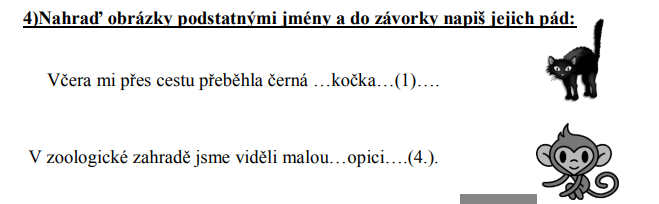 4)Nahraď obrázky podstatnými jmény a do závorky napiš jejich pád:
Včera mi přes cestu přeběhla černá …kočka…(1)….
V zoologické zahradě jsme viděli malou…opici….(4.).